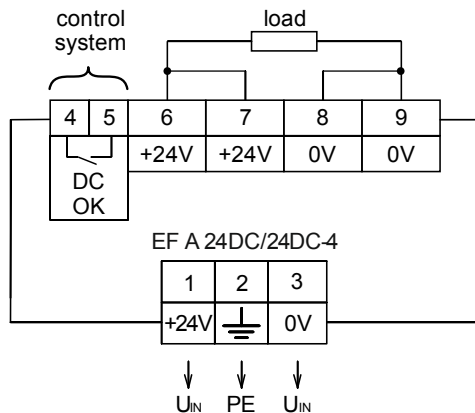 control
system
load
4 5 6 7 8 9
DC
OK
+24V +24V 0V 0V
EF A 24DC/24DC-4
1 2 3
+24V 0V
UIN PE UIN